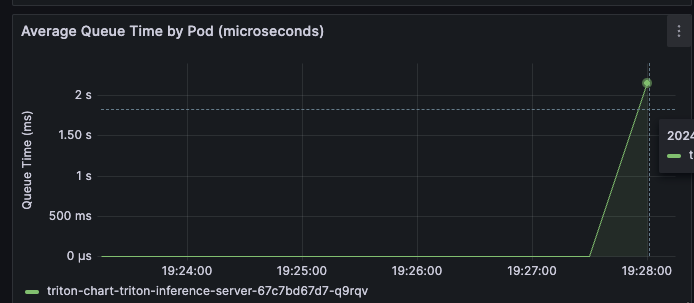 Average Queue Time by Pod (microseconds)
Queue Time (ms)
2 s
1.50 s
1 s
500 ms
0 µs
19:24:00
19:25:00
19:26:00
19:27:00
19:28:00
2024
t
triton-chart-triton-inference-server-67c7bd67d7-q9rqv